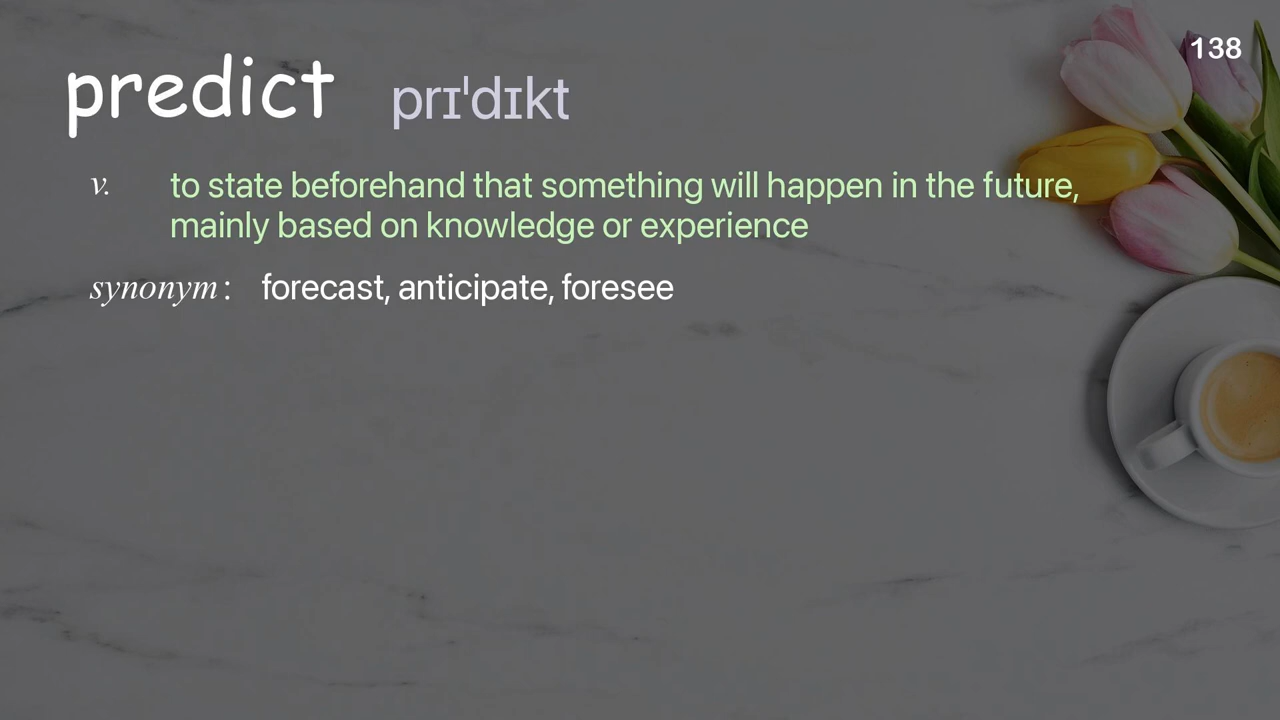 138
predict prɪˈdɪkt
v. to state beforehand that something will happen in the future,
mainly based on knowledge or experience
synonym : forecast, anticipate, foresee